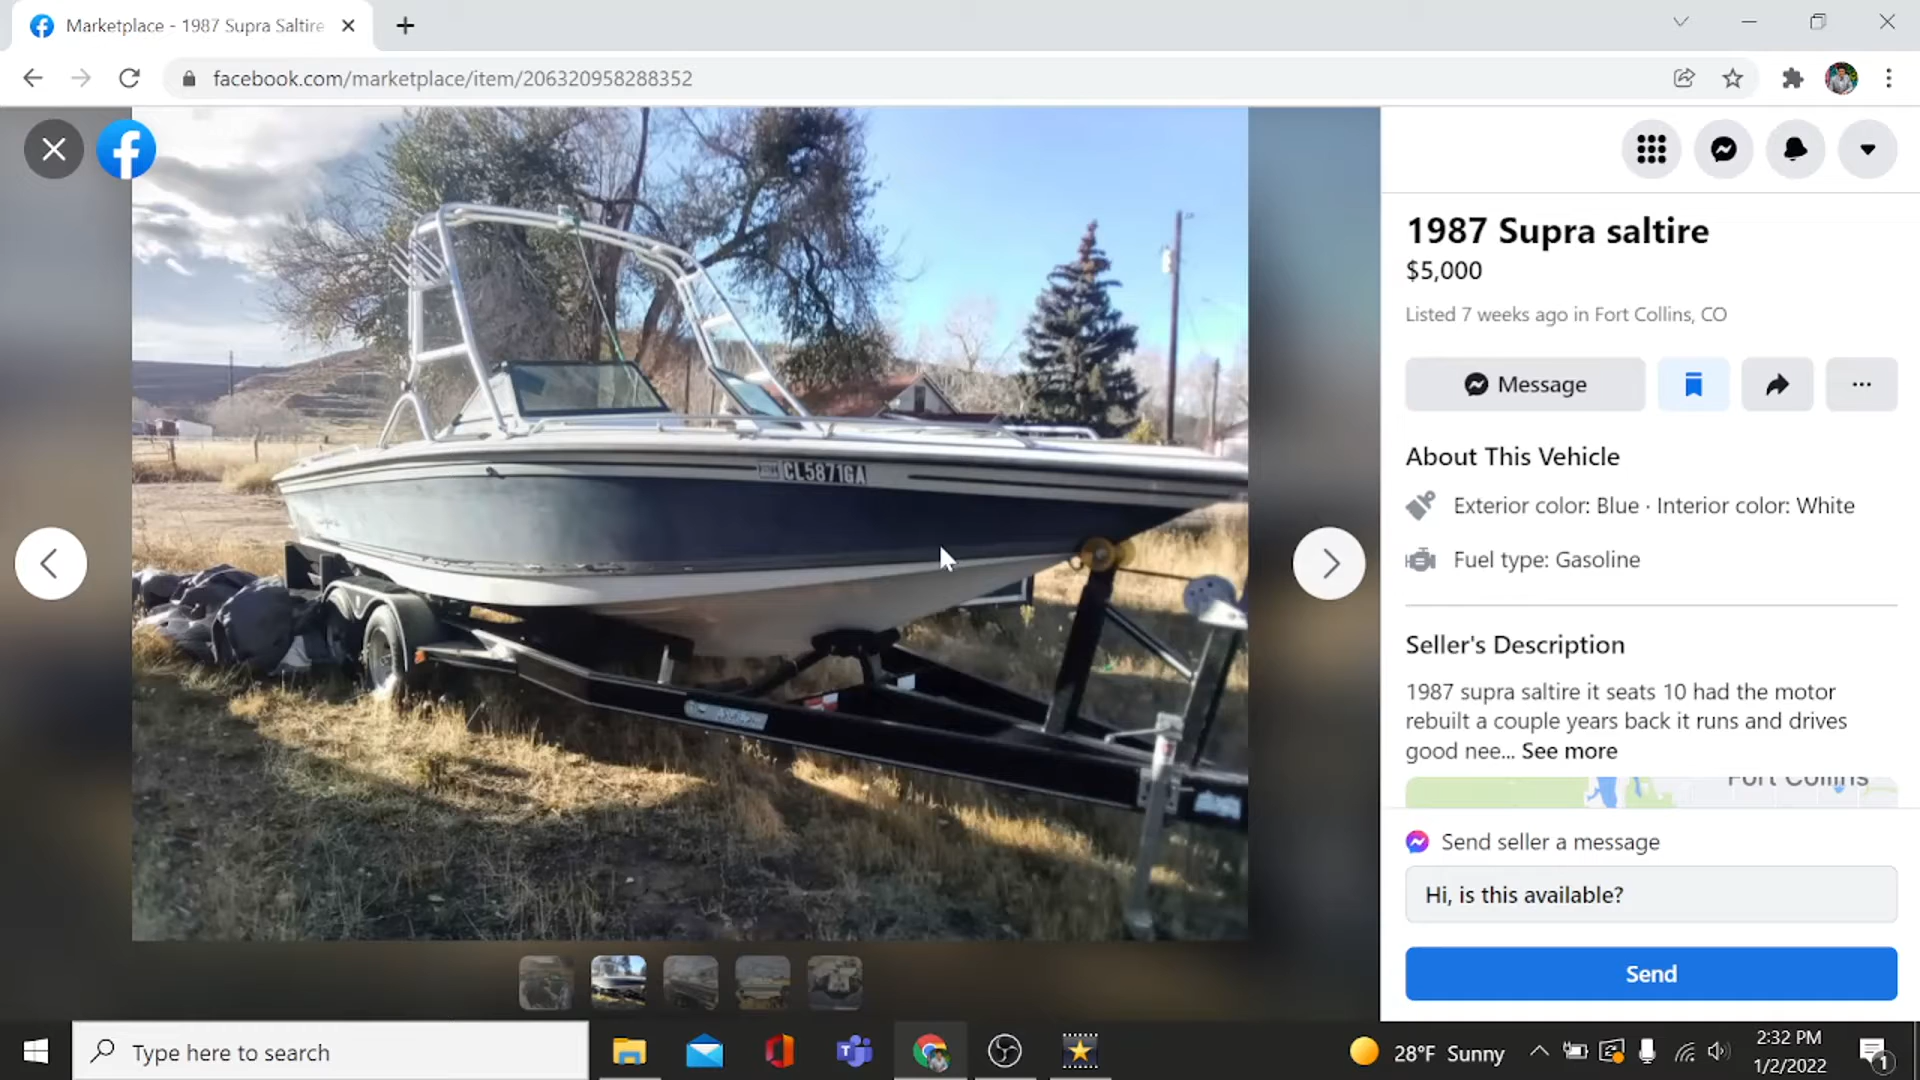 Marketplace - 1987 Supra Saltire
facebook.com/marketplace/item/206320958288352
CL5871GA
1987 Supra saltire
$5,000
Listed 7 weeks ago in Fort Collins, CO
Message
About This Vehicle
Exterior color: Blue · Interior color: White
Fuel type: Gasoline
Seller's Description
1987 supra saltire it seats 10 had the motor
rebuilt a couple years back it runs and drives
good nee... See more
Fort Collins
Send seller a message
Hi, is this available?
Send
Type here to search
28°F Sunny
2:32 PM
1/2/2022
1